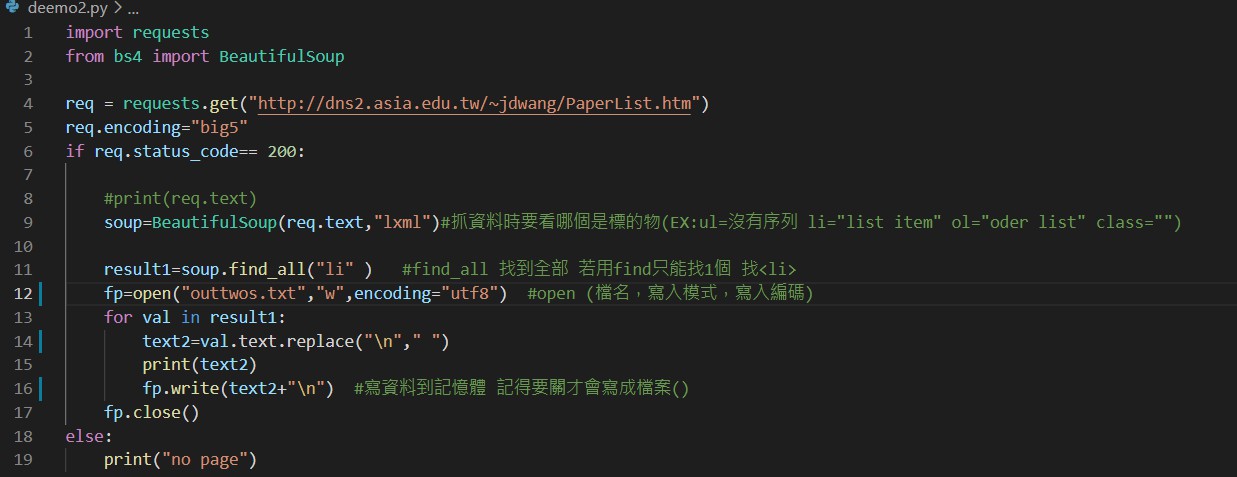 deemo2.py > ...
1 import requests
2 from bs4 import BeautifulSoup
3
4 req = requests.get("http://dns2.asia.edu.tw/~jdwang/PaperList.htm")
5 req.encoding="big5"
6 if req.status_code== 200:
7
8 #print(req.text)
9 soup=BeautifulSoup(req.text,"lxml")#抓資料時要看哪個是標的物(EX:ul=沒有序列 li="list item" ol="oder list" class="")
10
11 result1=soup.find_all("li" ) #find_all 找到全部 若用find只能找1個 找<li>
12 fp=open("outtwos.txt","w",encoding="utf8") #open (檔名，寫入模式，寫入編碼)
13 for val in result1:
14 text2=val.text.replace("\n"," ")
15 print(text2)
16 fp.write(text2+"\n") #寫資料到記憶體 記得要關才會寫成檔案()
17 fp.close()
18 else:
19 print("no page")